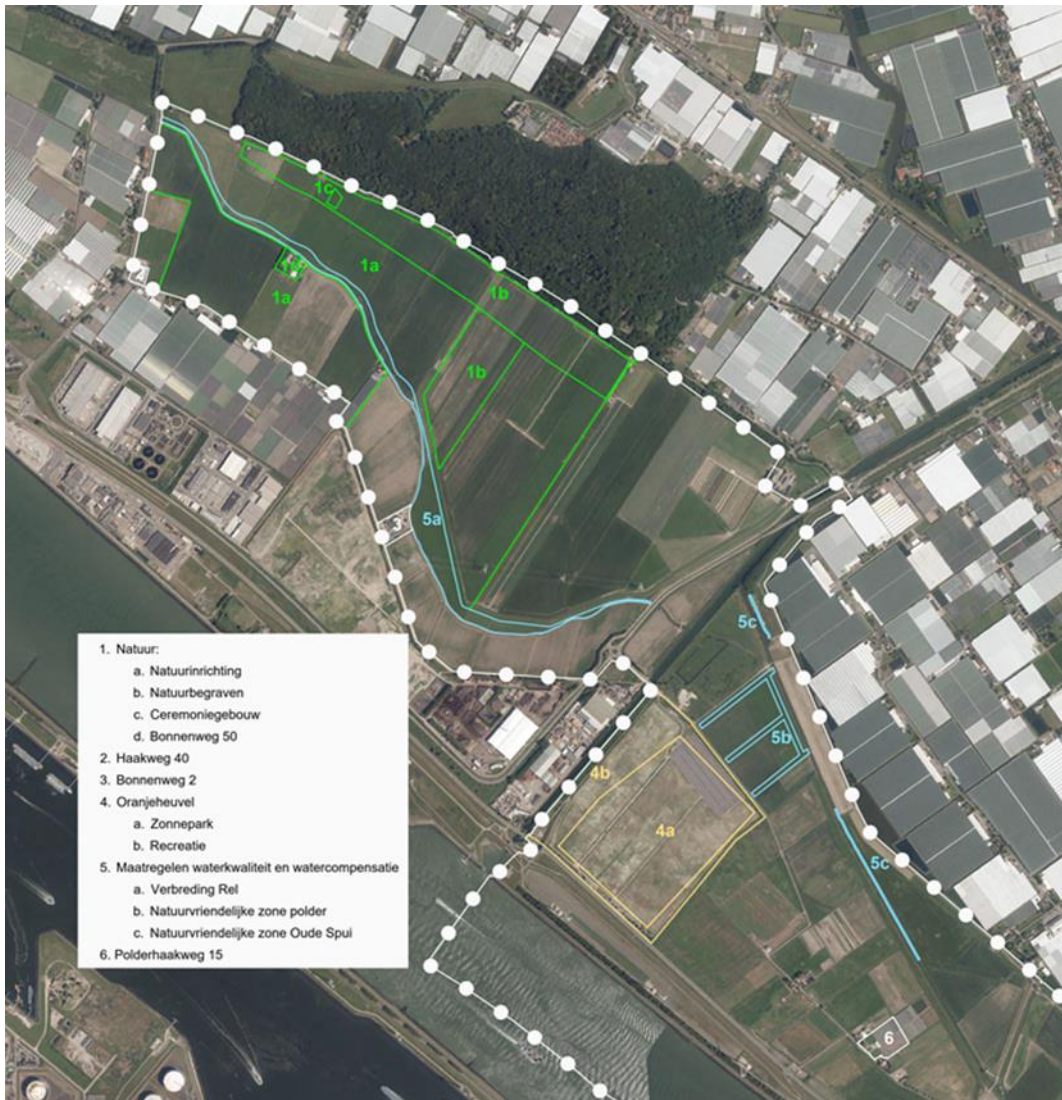 1c
1a
1d
1a
1b
2
1b
3
5a
5c
5b
4b
4a
5c
6
1. Natuur:
a. Natuurinrichting
b. Natuurbegraven
c. Ceremoniegebouw
d. Bonnenweg 50
2. Haakweg 40
3. Bonnenweg 2
4. Oranjeheuvel
a. Zonnepark
b. Recreatie
5. Maatregelen waterkwaliteit en watercompensatie
a. Verbreding Rel
b. Natuurvriendelijke zone polder
c. Natuurvriendelijke zone Oude Spui
6. Polderhaakweg 15